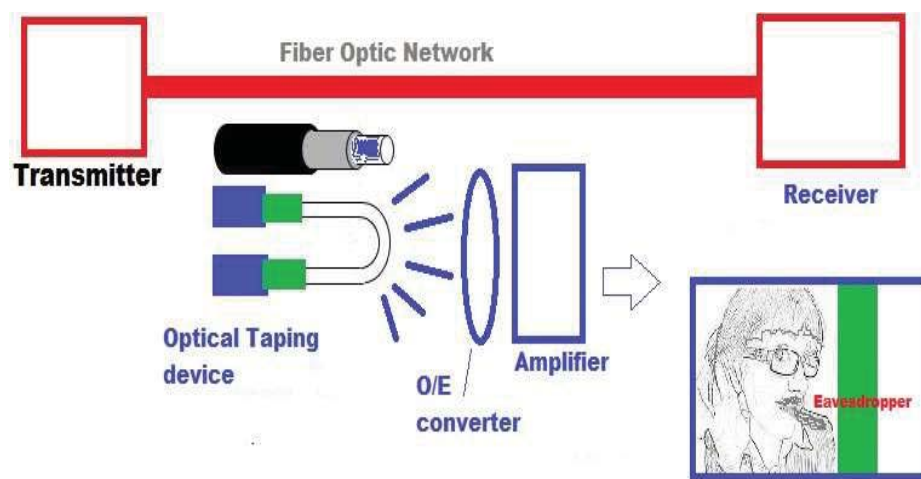 Fiber Optic Network
Transmitter
Receiver
Optical Taping
device
O/E
converter
Amplifier
Eavesdropper